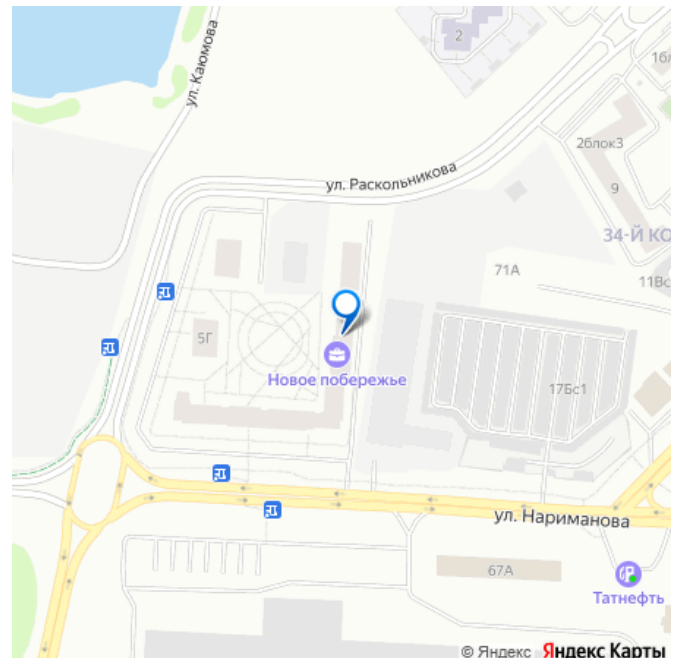 2
16
ул. Каюмова
2блок3
ул. Раскольникова
9
34-Й КО
71А
11Вс
5Г
Новое побережье
17Бс1
ул. Нариманова
67А
Татнефть
© Яндекс Яндекс Карты